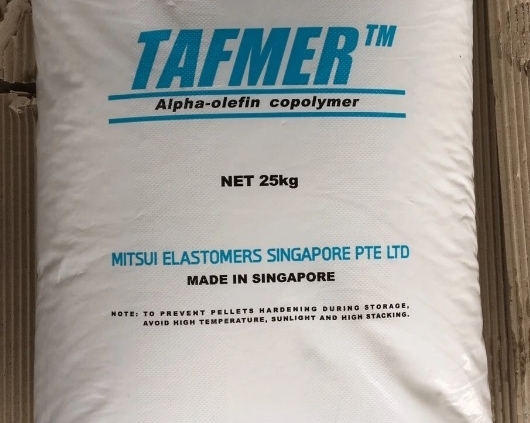 TAFMER™
Alpha-olefin copolymer
NET 25kg
MITSUI ELASTOMERS SINGAPORE PTE LTD
MADE IN SINGAPORE
NOTE: TO PREVENT PELLETS HARDENING DURING STORAGE,
AVOID HIGH TEMPERATURE, SUNLIGHT AND HIGH STACKING.